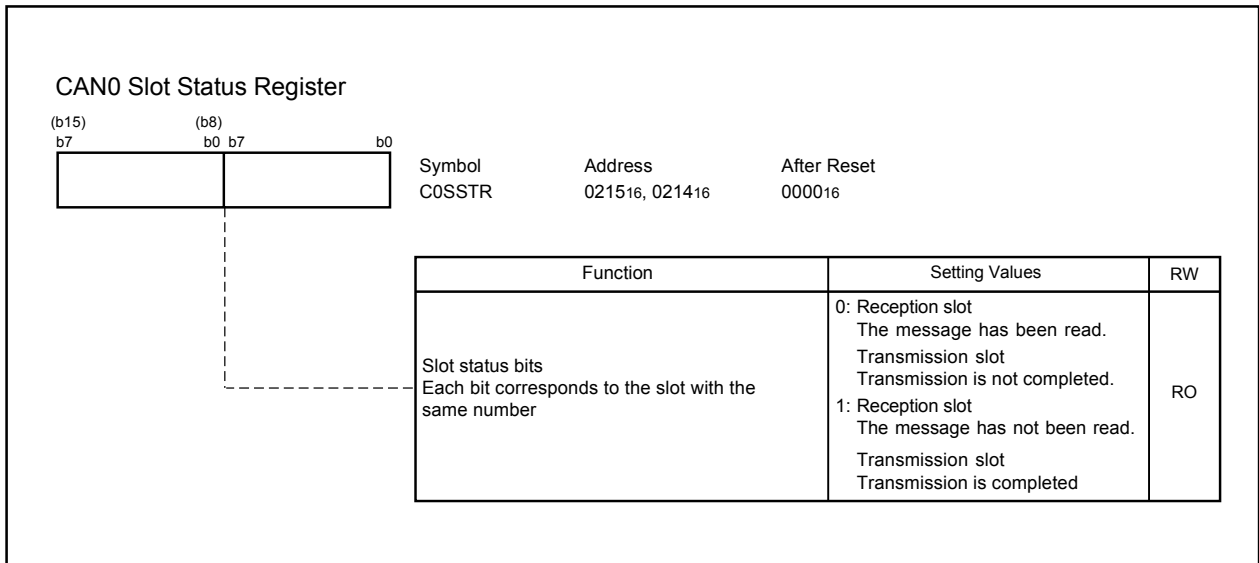 CAN0 Slot Status Register
(b15) (b8)
b7 b0 b7 b0
Symbol Address After Reset
C0SSTR 021516, 021416 000016
Function Setting Values RW
Slot status bits
Each bit corresponds to the slot with the
same number
0: Reception slot
The message has been read.
Transmission slot
Transmission is not completed.
1: Reception slot
The message has not been read.
Transmission slot
Transmission is completed
RO